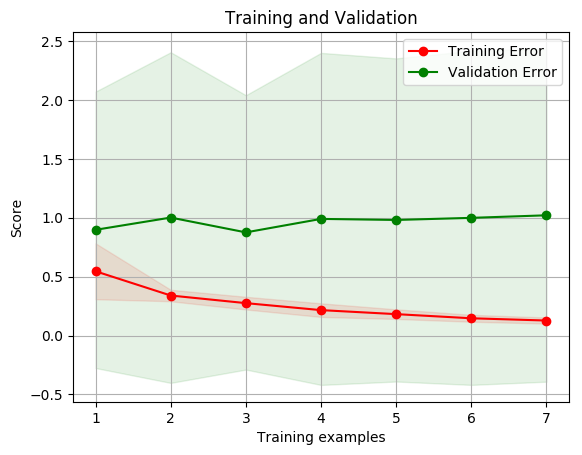 Training and Validation
Training Error
Validation Error
2.5
2.0
1.5
1.0
0.5
0.0
−0.5
Score
1 2 3 4 5 6 7
Training examples